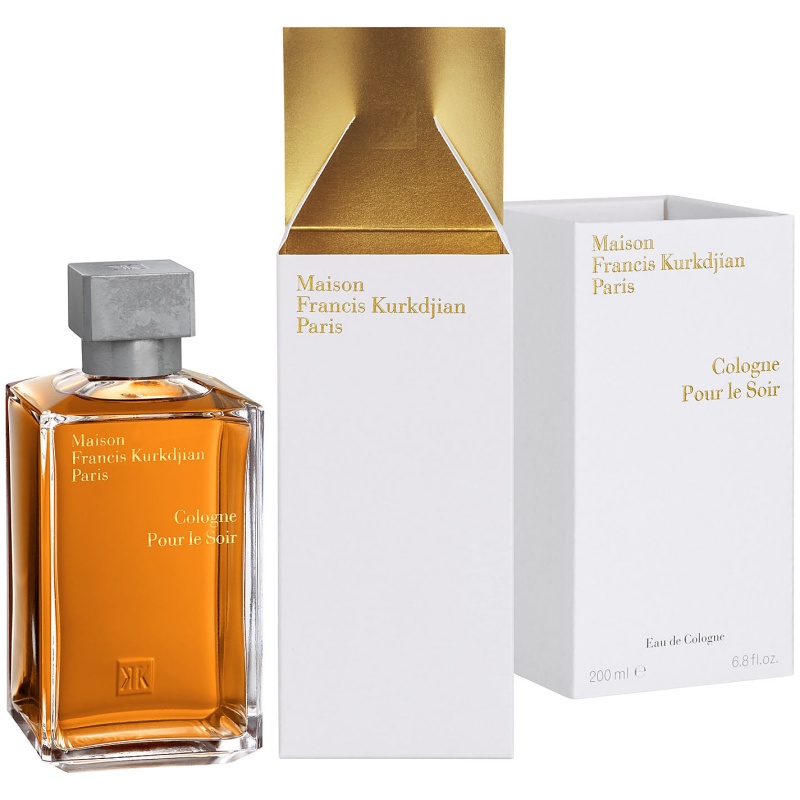 Maison
Francis Kurkdjian
Paris
Cologne
Pour le Soir
Maison
Francis Kurkdjian
Paris
Maison
Francis Kurkdjian
Paris
Cologne
Pour le Soir
Eau de Cologne
200 ml ℮
6.8 fl.oz.